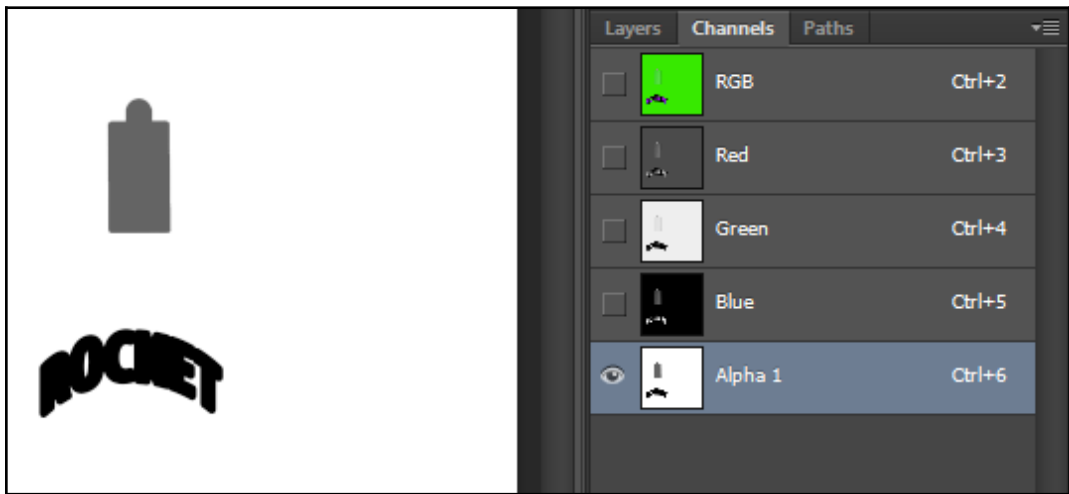 Layers Channels Paths
RGB Ctrl+2
Red Ctrl+3
Green Ctrl+4
Blue Ctrl+5
Alpha 1 Ctrl+6
ROCKET